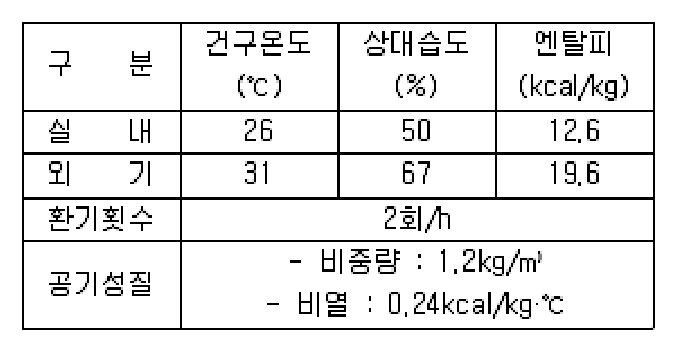 구 분 건구온도 (℃) 상대습도 (%) 엔탈피 (kcal/kg)
실 내 26 50 12.6
외 기 31 67 19.6
환기횟수 2회/h
공기성질 - 비중량 : 1.2kg/㎥
- 비열 : 0.24kcal/kg·℃